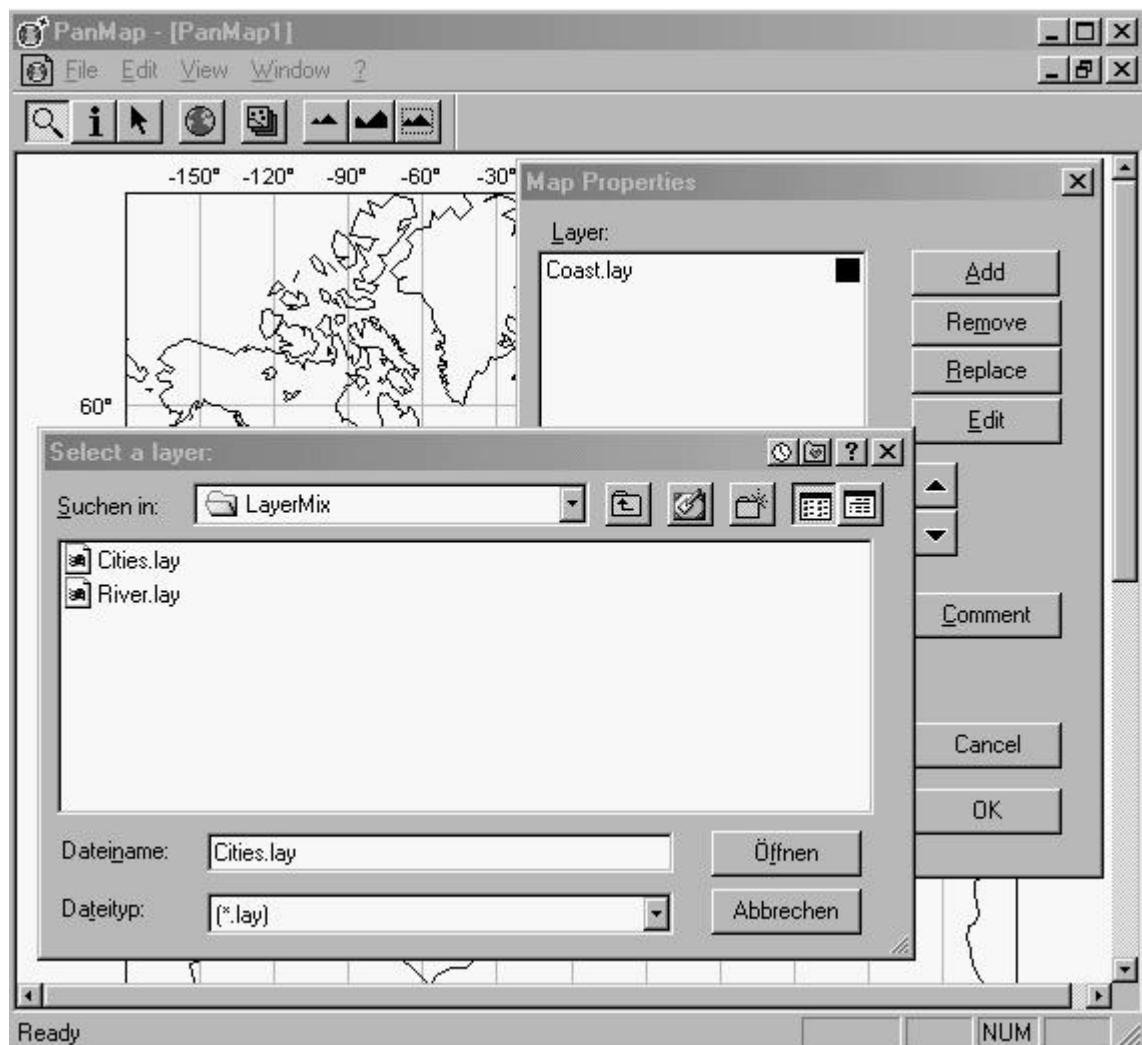 PanMap - [PanMap1]
File Edit View Window ?
-150° -120° -90° -60° -30°
60°
Map Properties
Layer:
Coast.lay
Add
Remove
Replace
Edit
Comment
Cancel
OK
Select a layer:
Suchen in: LayerMix
Cities.lay
River.lay
Dateiname: Cities.lay Öffnen
Dateityp: (*.lay) Abbrechen
Ready NUM